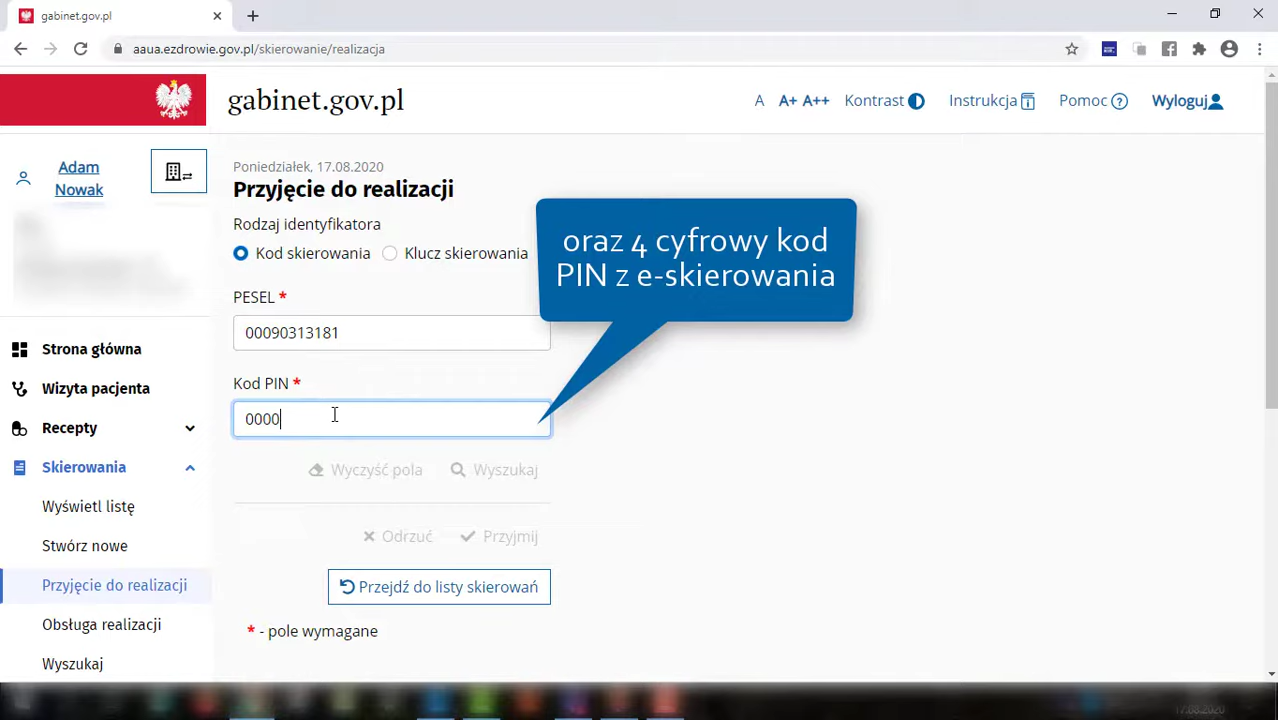 gabinet.gov.pl
aaua.ezdrowie.gov.pl/skierowanie/realizacja
gabinet.gov.pl
A A+ A++ Kontrast Instrukcja Pomoc Wyloguj
Adam
Nowak
Poniedziałek, 17.08.2020
Przyjęcie do realizacji
Rodzaj identyfikatora
Kod skierowania Klucz skierowania
oraz 4 cyfrowy kod
PIN z e-skierowania
PESEL *
00090313181
Kod PIN *
0000
Wyczyść pola Wyszukaj
Odrzuć Przyjmij
Przejdź do listy skierowań
* - pole wymagane
Strona główna
Wizyta pacjenta
Recepty
Skierowania
Wyświetl listę
Stwórz nowe
Przyjęcie do realizacji
Obsługa realizacji
Wyszukaj
17.08.2020